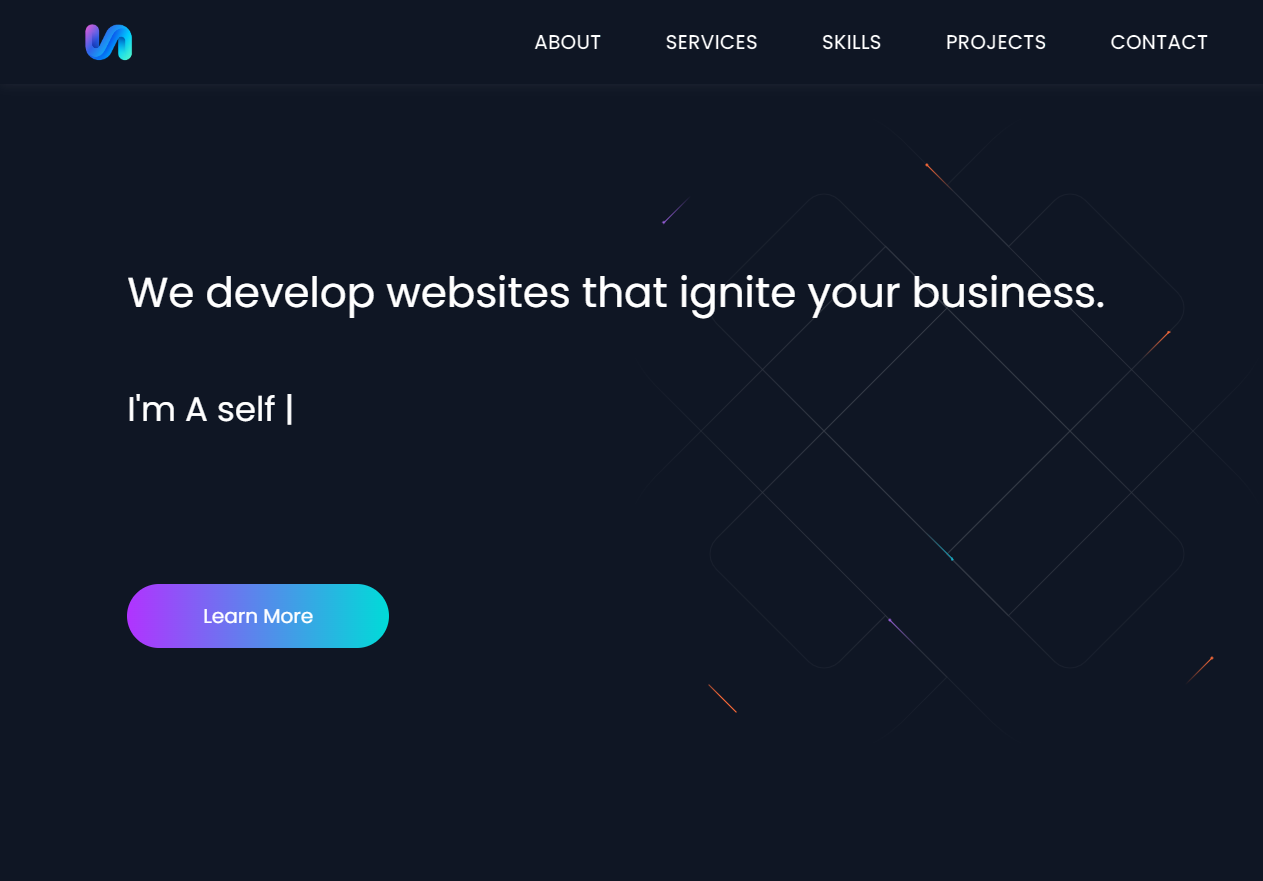 ABOUT SERVICES SKILLS PROJECTS CONTACT
We develop websites that ignite your business.
I'm A self |
Learn More